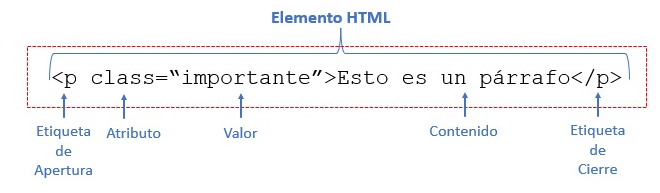 Elemento HTML
<p class=“importante”>Esto es un párrafo</p>
Etiqueta
de
Apertura
Atributo
Valor
Contenido
Etiqueta
de
Cierre